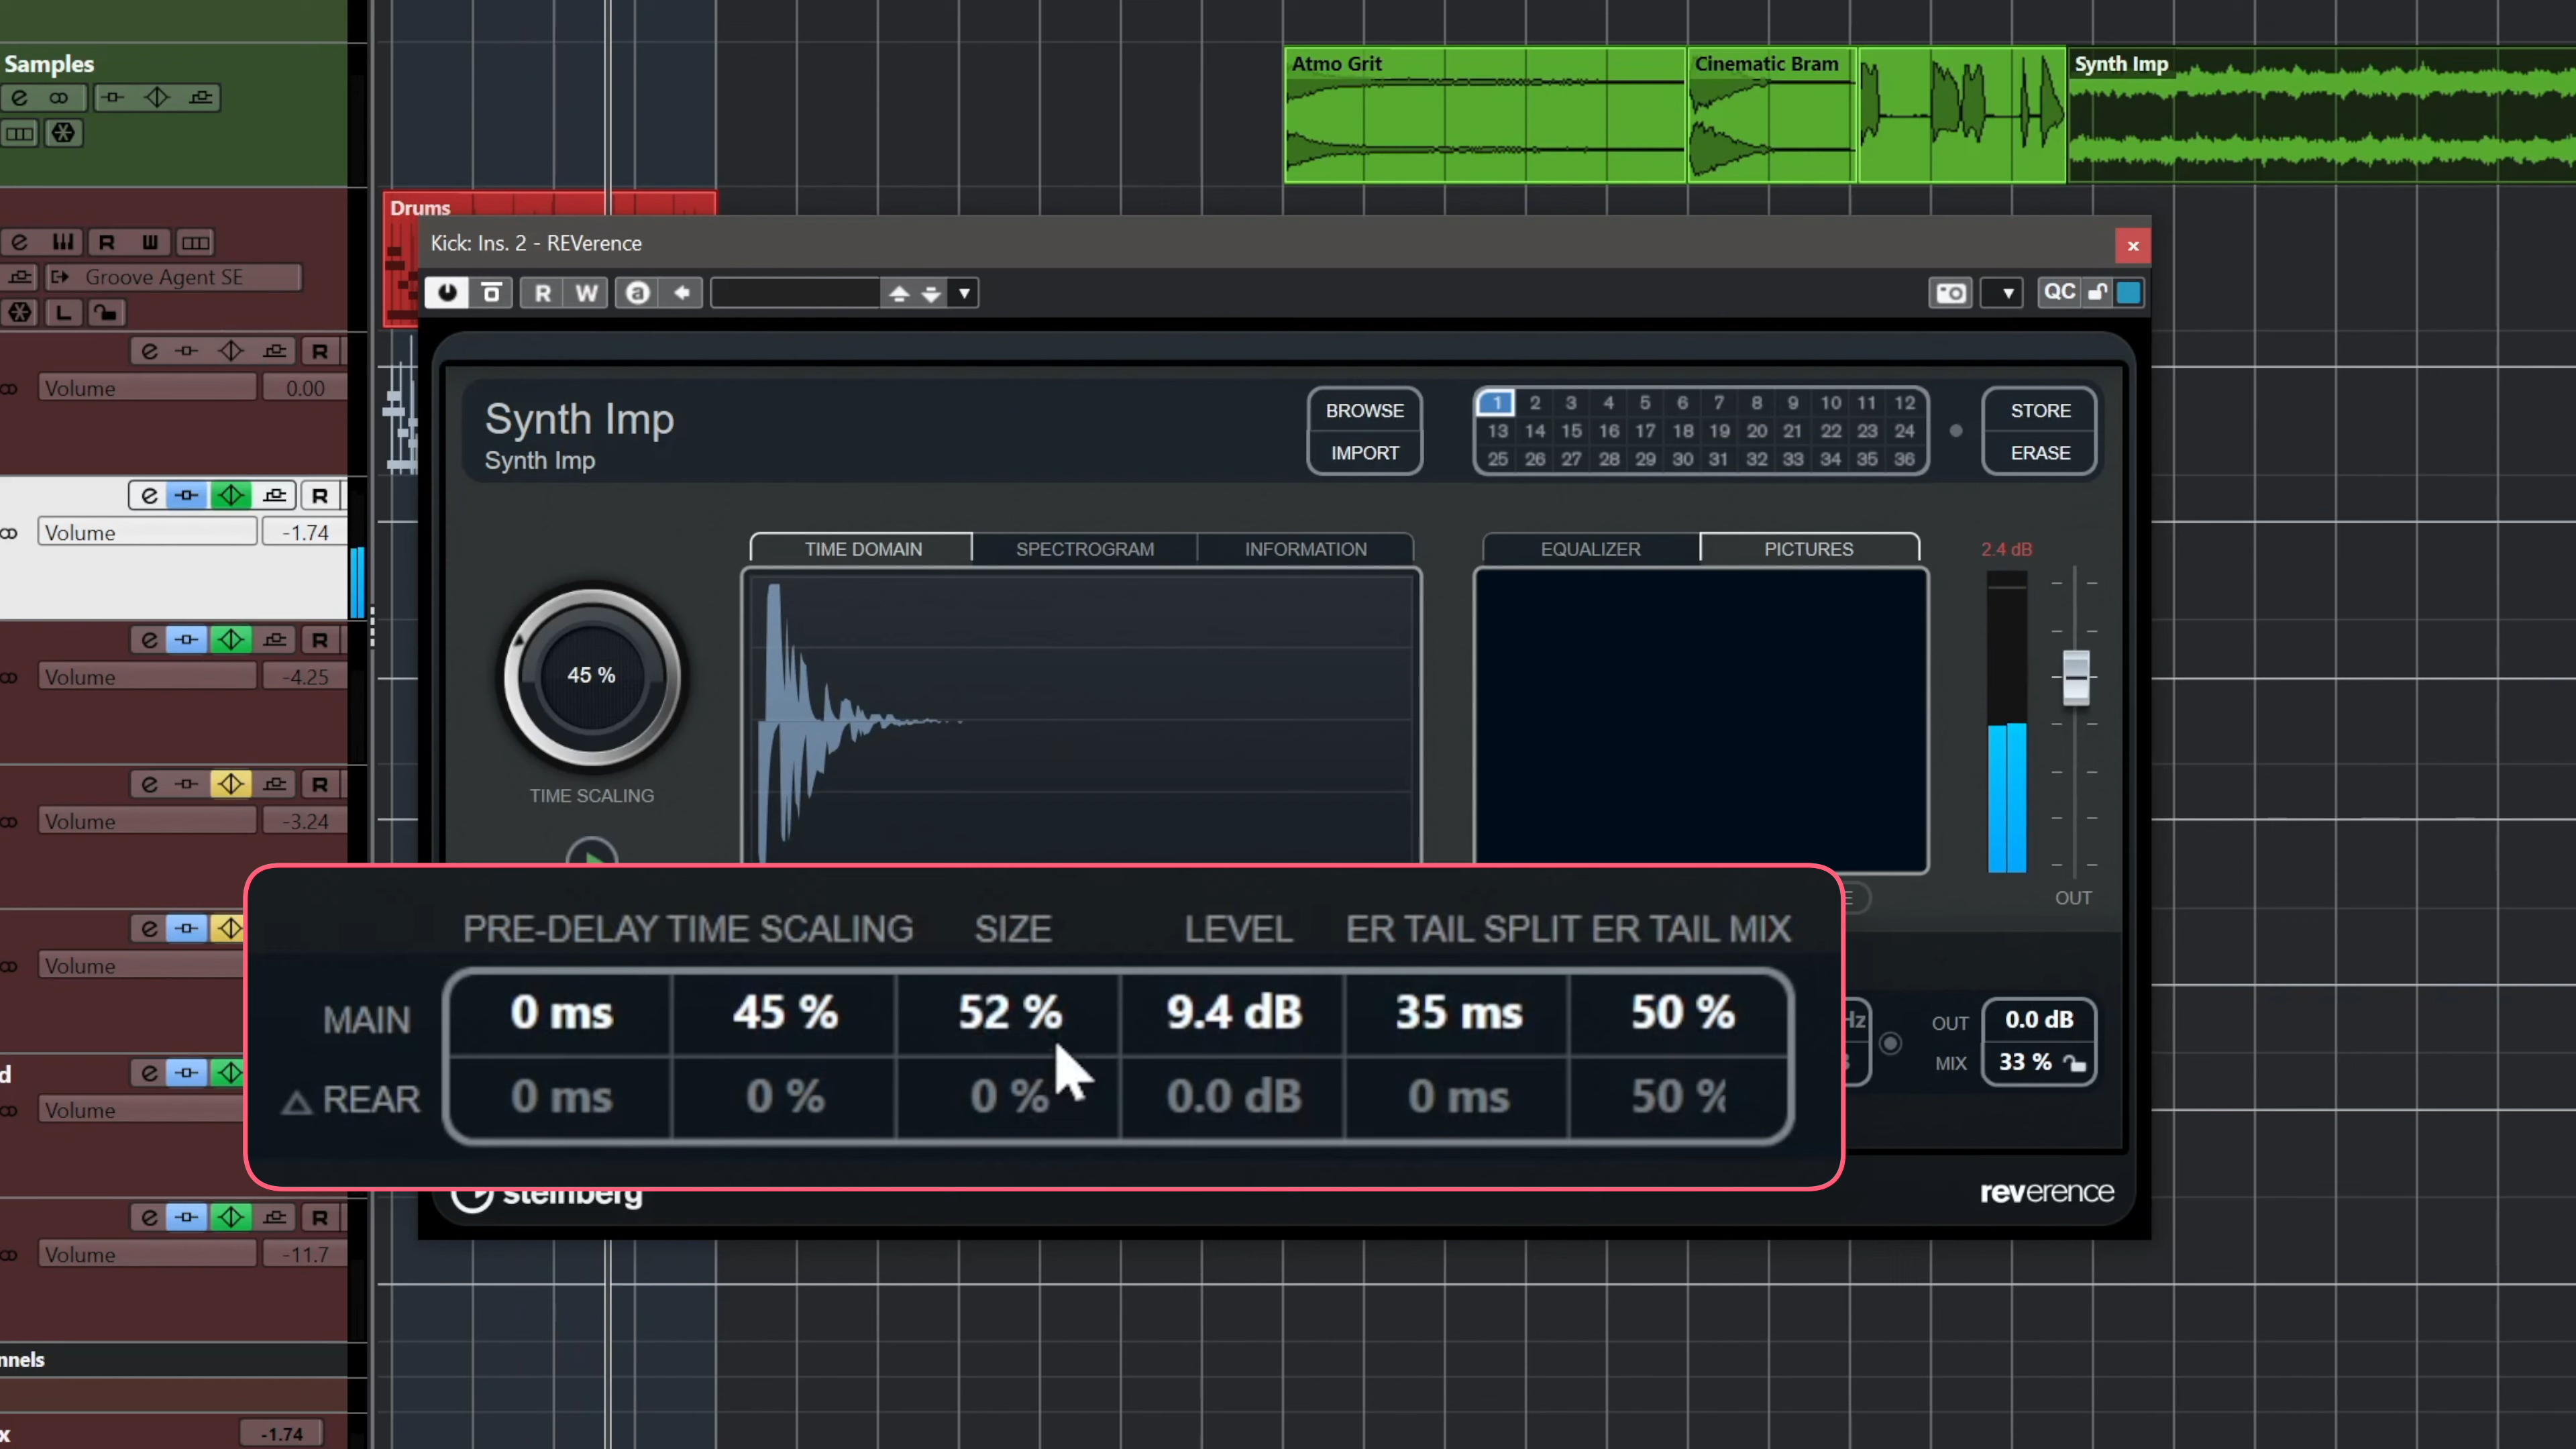 Samples
Atmo Grit
Cinematic Bram
Synth Imp
Drums
Kick: Ins. 2 - REVerence
R W
Groove Agent SE
L
R W
QC
R
Volume 0.00
Synth Imp
Synth Imp
BROWSE
IMPORT
1 2 3 4 5 6 7 8 9 10 11 12
13 14 15 16 17 18 19 20 21 22 23 24
25 26 27 28 29 30 31 32 33 34 35 36
STORE
ERASE
R
Volume -1.74
TIME DOMAIN
SPECTROGRAM
INFORMATION
EQUALIZER
PICTURES
2.4 dB
R
Volume -4.25
45 %
TIME SCALING
R
Volume -3.24
OUT
Volume
PRE-DELAY TIME SCALING SIZE LEVEL ER TAIL SPLIT ER TAIL MIX
MAIN 0 ms 45 % 52 % 9.4 dB 35 ms 50 %
REAR 0 ms 0 % 0 % 0.0 dB 0 ms 50 %
Hz
OUT 0.0 dB
MIX 33 %
d
Volume
steinberg
reverence
R
Volume -11.7
nnels
x -1.74